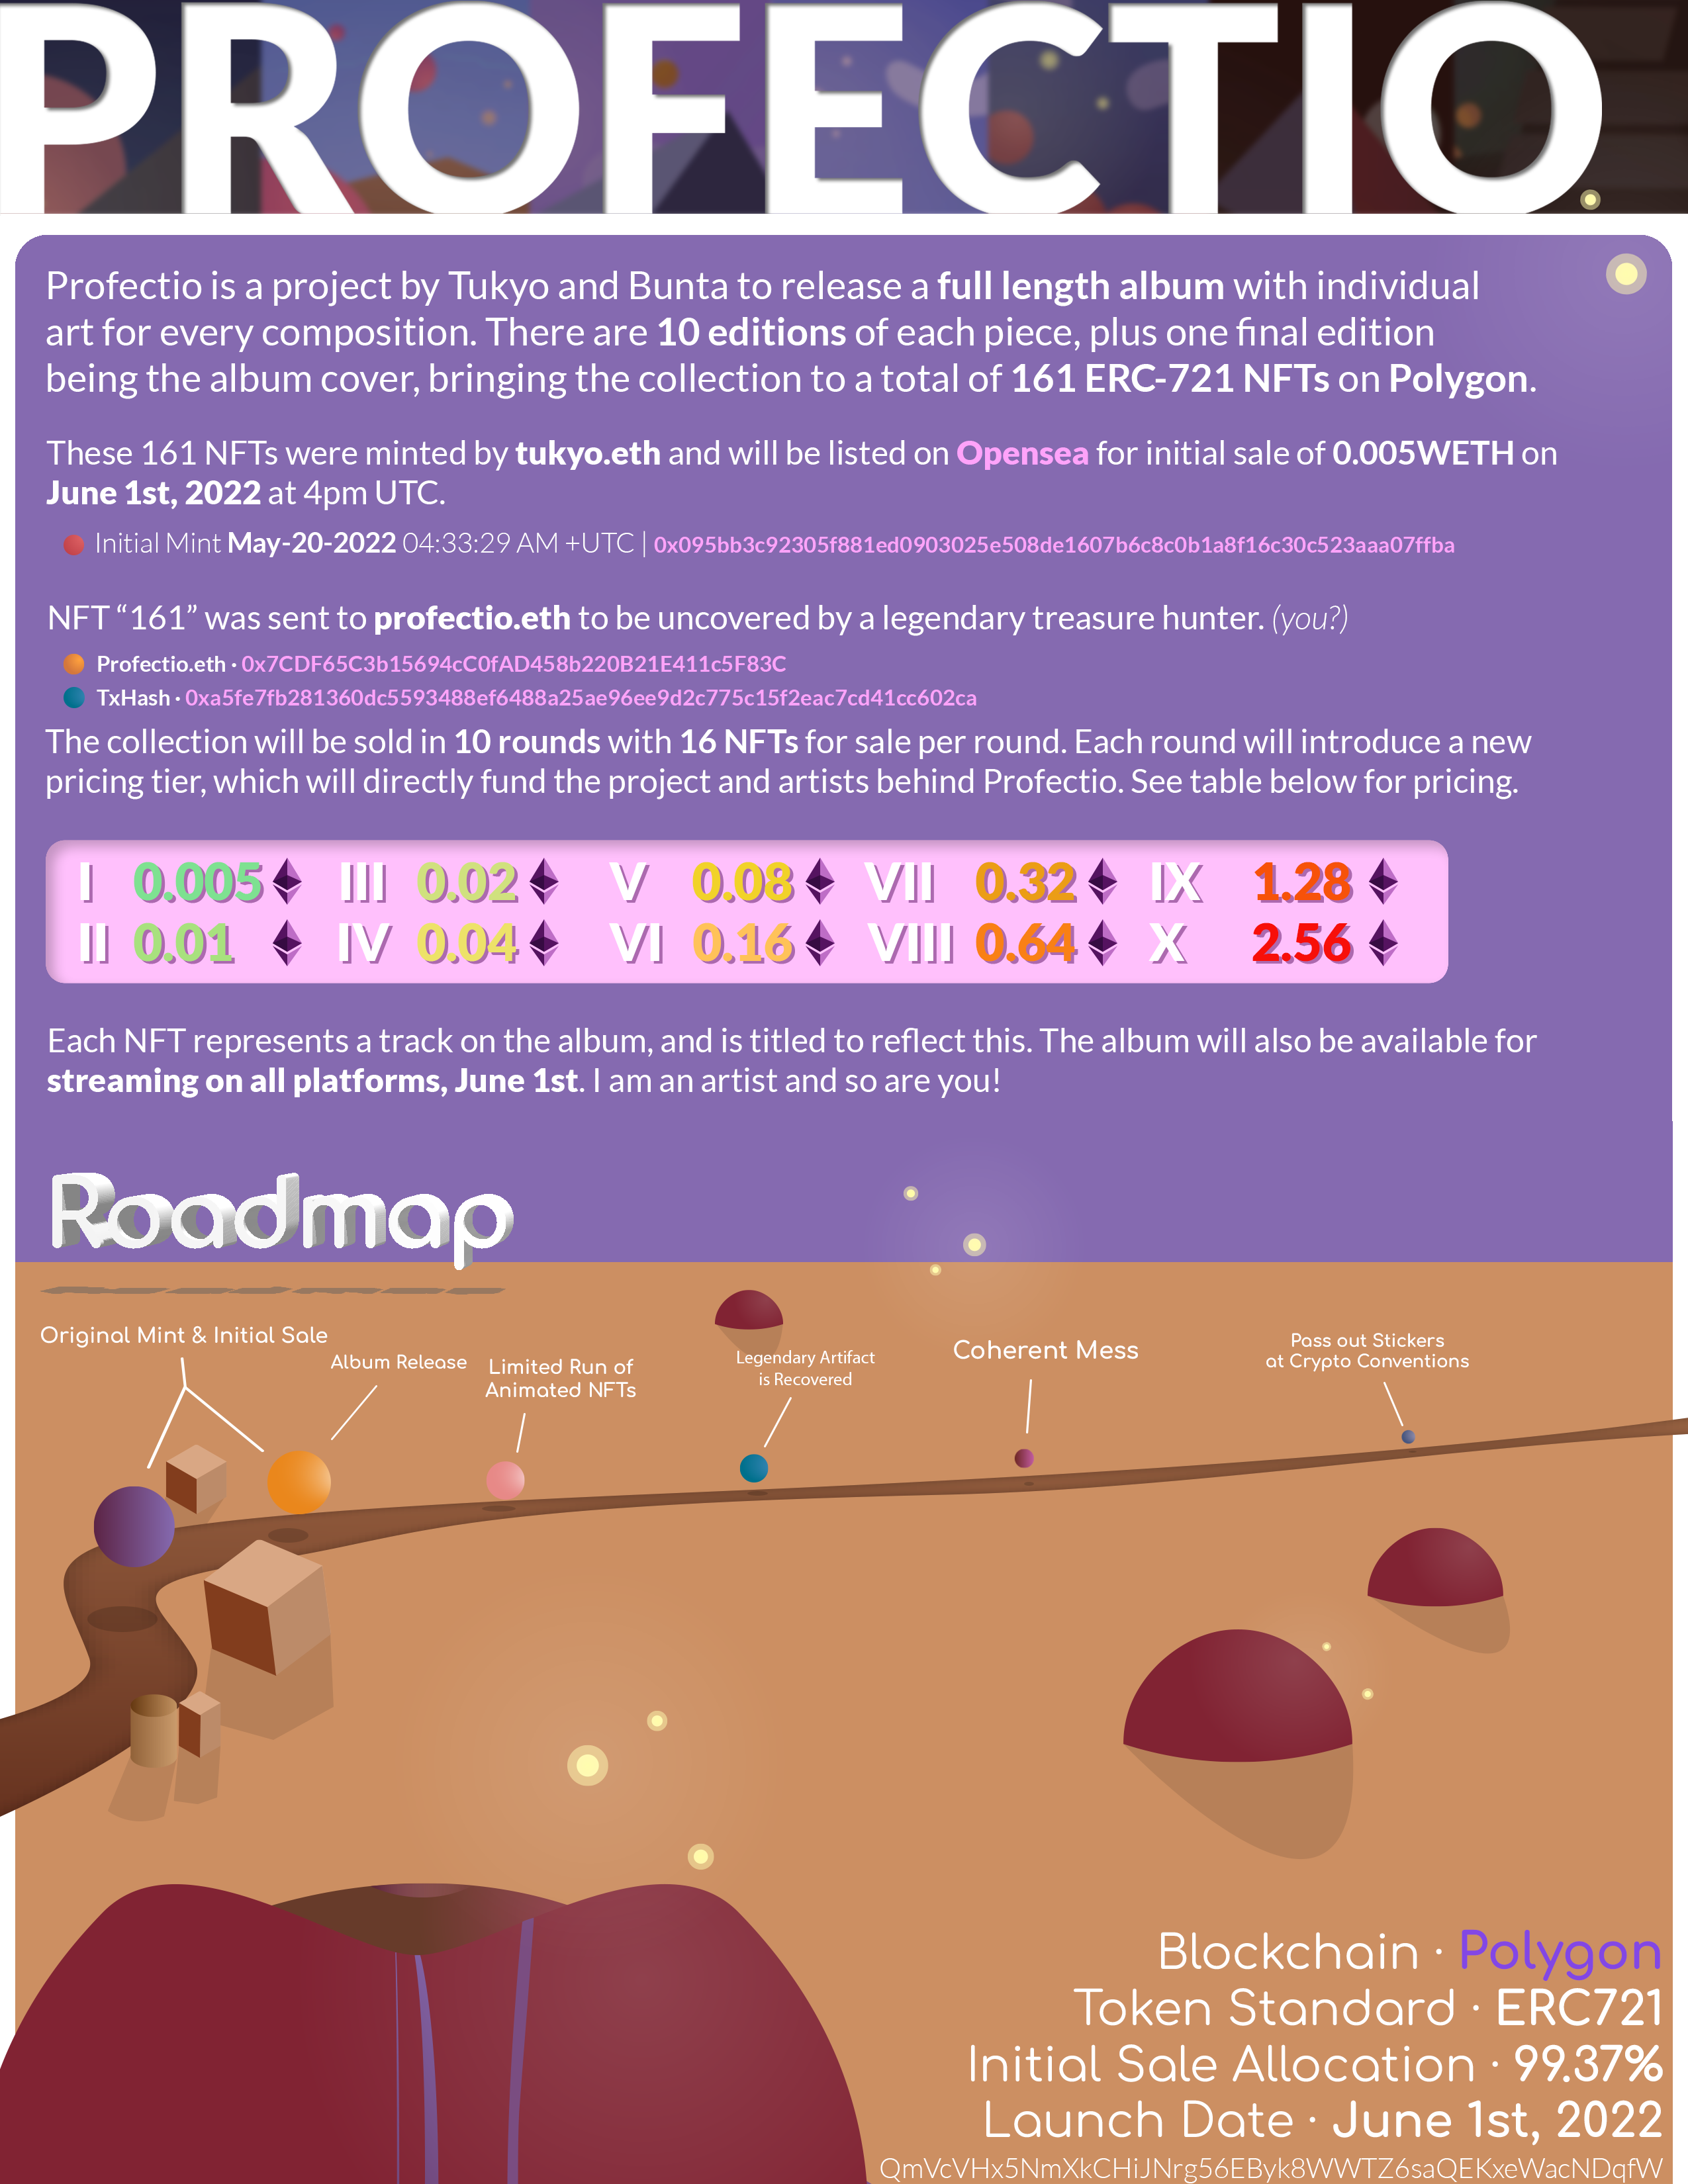 PROFECTIO
Profectio is a project by Tukyo and Bunta to release a full length album with individual
art for every composition. There are 10 editions of each piece, plus one final edition
being the album cover, bringing the collection to a total of 161 ERC-721 NFTs on Polygon.
These 161 NFTs were minted by tukyo.eth and will be listed on Opensea for initial sale of 0.005WETH on
June 1st, 2022 at 4pm UTC.
Initial Mint May-20-2022 04:33:29 AM +UTC | 0x095bb3c92305f881ed0903025e508de1607b6c8c0b1a8f16c30c523aaa07ffba
NFT “161” was sent to profectio.eth to be uncovered by a legendary treasure hunter. (you?)
Profectio.eth · 0x7CDF65C3b15694cC0fAD458b220B21E411c5F83C
TxHash · 0xa5fe7fb281360dc5593488ef6488a25ae96ee9d2c775c15f2eac7cd41cc602ca
The collection will be sold in 10 rounds with 16 NFTs for sale per round. Each round will introduce a new
pricing tier, which will directly fund the project and artists behind Profectio. See table below for pricing.
I 0.005 III 0.02 V 0.08 VII 0.32 IX 1.28
II 0.01 IV 0.04 VI 0.16 VIII 0.64 X 2.56
Each NFT represents a track on the album, and is titled to reflect this. The album will also be available for
streaming on all platforms, June 1st. I am an artist and so are you!
Roadmap
Original Mint & Initial Sale
Album Release
Limited Run of
Animated NFTs
Legendary Artifact
is Recovered
Coherent Mess
Pass out Stickers
at Crypto Conventions
Blockchain · Polygon
Token Standard · ERC721
Initial Sale Allocation · 99.37%
Launch Date · June 1st, 2022
QmVcVHx5NmXkCHiJNrg56EByk8WWTZ6saQEKxeWacNDqfW